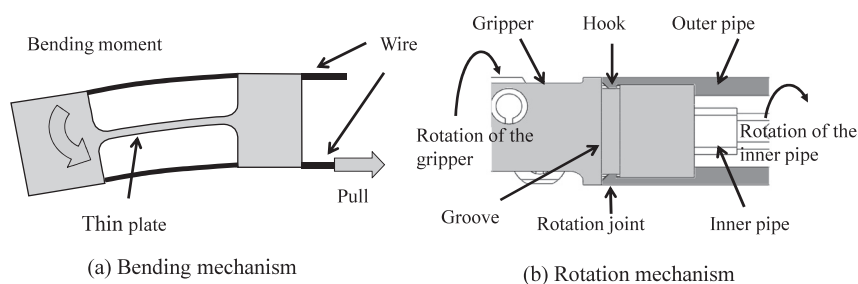 Bending moment
Wire
Pull
Thin plate
(a) Bending mechanism
Gripper
Hook
Outer pipe
Rotation of the
gripper
Rotation of the
inner pipe
Groove
Rotation joint
Inner pipe
(b) Rotation mechanism